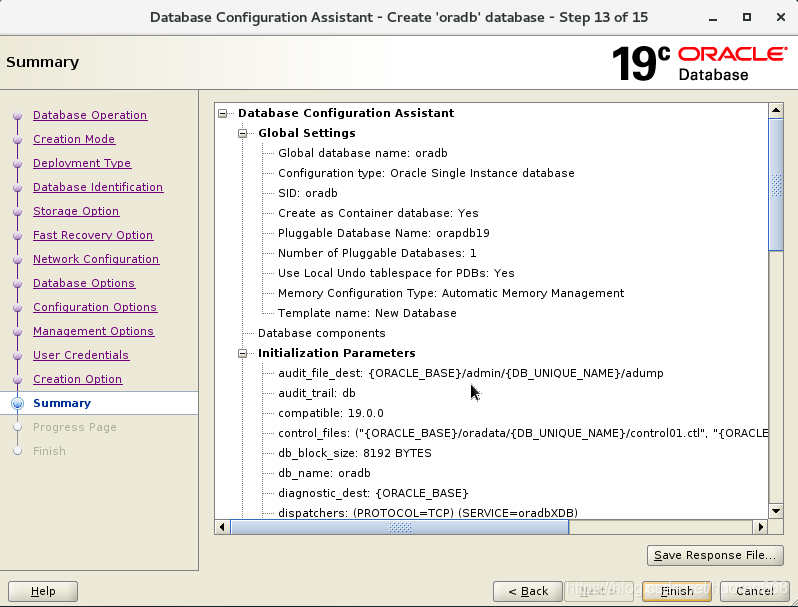 Database Configuration Assistant - Create 'oradb' database - Step 13 of 15
Summary
19c ORACLE
Database
Database Operation
Creation Mode
Deployment Type
Database Identification
Storage Option
Fast Recovery Option
Network Configuration
Database Options
Configuration Options
Management Options
User Credentials
Creation Option
Summary
Progress Page
Finish
Database Configuration Assistant
Global Settings
Global database name: oradb
Configuration type: Oracle Single Instance database
SID: oradb
Create as Container database: Yes
Pluggable Database Name: orapdb19
Number of Pluggable Databases: 1
Use Local Undo tablespace for PDBs: Yes
Memory Configuration Type: Automatic Memory Management
Template name: New Database
Database components
Initialization Parameters
audit_file_dest: {ORACLE_BASE}/admin/{DB_UNIQUE_NAME}/adump
audit_trail: db
compatible: 19.0.0
control_files: ("{ORACLE_BASE}/oradata/{DB_UNIQUE_NAME}/control01.ctl", "{ORACLE
db_block_size: 8192 BYTES
db_name: oradb
diagnostic_dest: {ORACLE_BASE}
dispatchers: (PROTOCOL=TCP) (SERVICE=oradbXDB)
Save Response File...
Help
< Back
Next >
Finish
Cancel